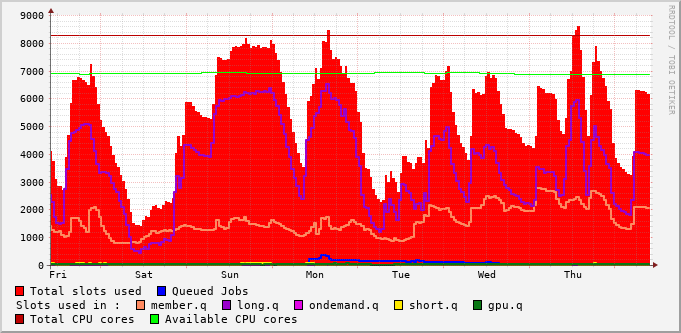 9000
8000
7000
6000
5000
4000
3000
2000
1000
0
Fri Sat Sun Mon Tue Wed Thu
RRDTOOL / TOBI OETIKER
Total slots used Queued Jobs
Slots used in : member.q long.q ondemand.q short.q gpu.q
Total CPU cores Available CPU cores